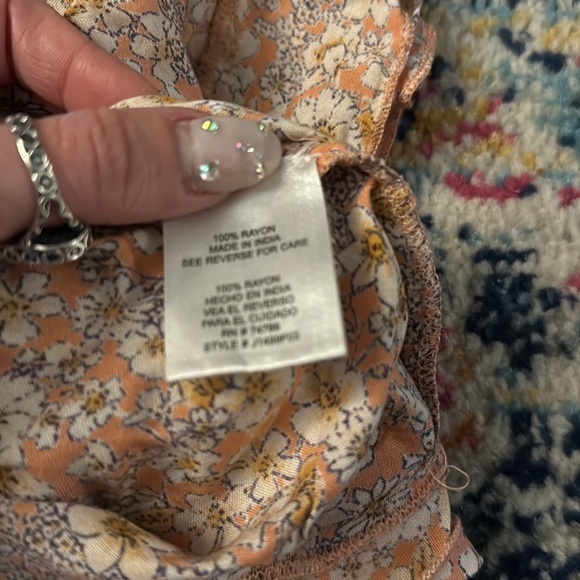 100% RAYON
MADE IN INDIA
SEE REVERSE FOR CARE
100% RAYON
HECHO EN INDIA
VEA EL REVERSO
PARA EL CUIDADO
RN # 74788
STYLE #